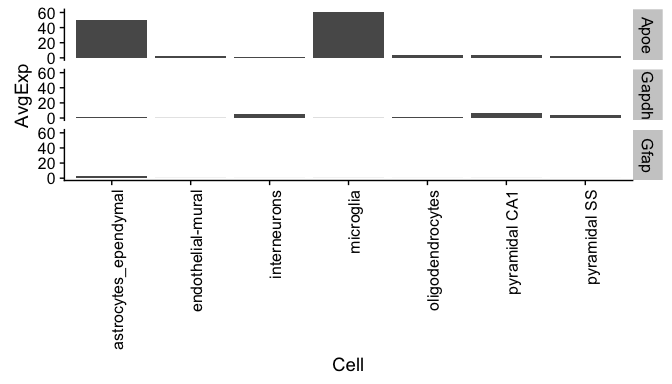 AvgExp
60
40
20
0
Apoe
60
40
20
0
Gapdh
60
40
20
0
Gfap
astrocytes_ependymal
endothelial-mural
interneurons
microglia
oligodendrocytes
pyramidal CA1
pyramidal SS
Cell